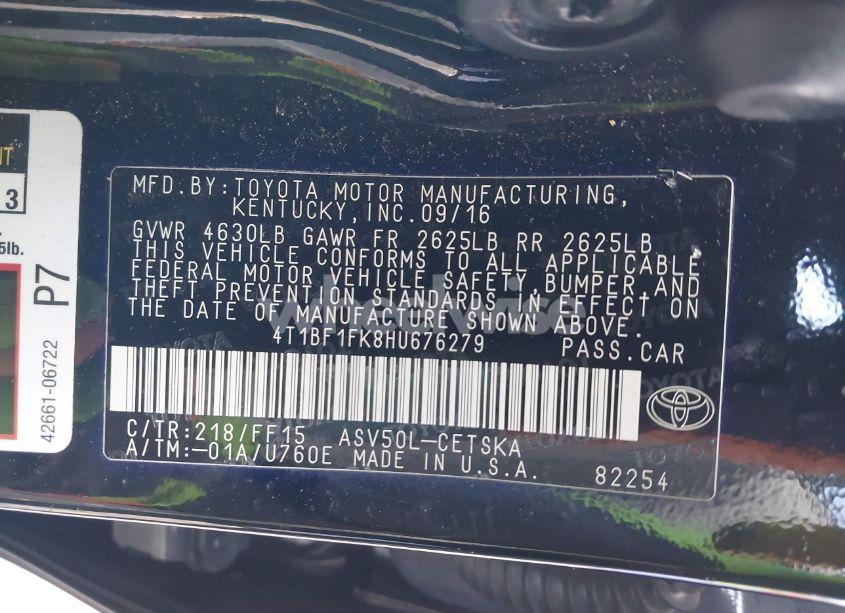 NT
3
5lb.
P7
42661-06722
MFD.BY:TOYOTA MOTOR MANUFACTURING,
KENTUCKY,INC.09/16
GVWR 4630LB GAWR FR 2625LB RR 2625LB
THIS VEHICLE CONFORMS TO ALL APPLICABLE
FEDERAL MOTOR VEHICLE SAFETY,BUMPER,AND
THEFT PREVENTION STANDARDS IN EFFECT ON
THE DATE OF MANUFACTURE SHOWN ABOVE.
4T1BF1FK8HU676279 PASS.CAR
C/TR:218/FF15 ASV50L-CETSKA
A/TM:-01A/U760E MADE IN U.S.A.
82254